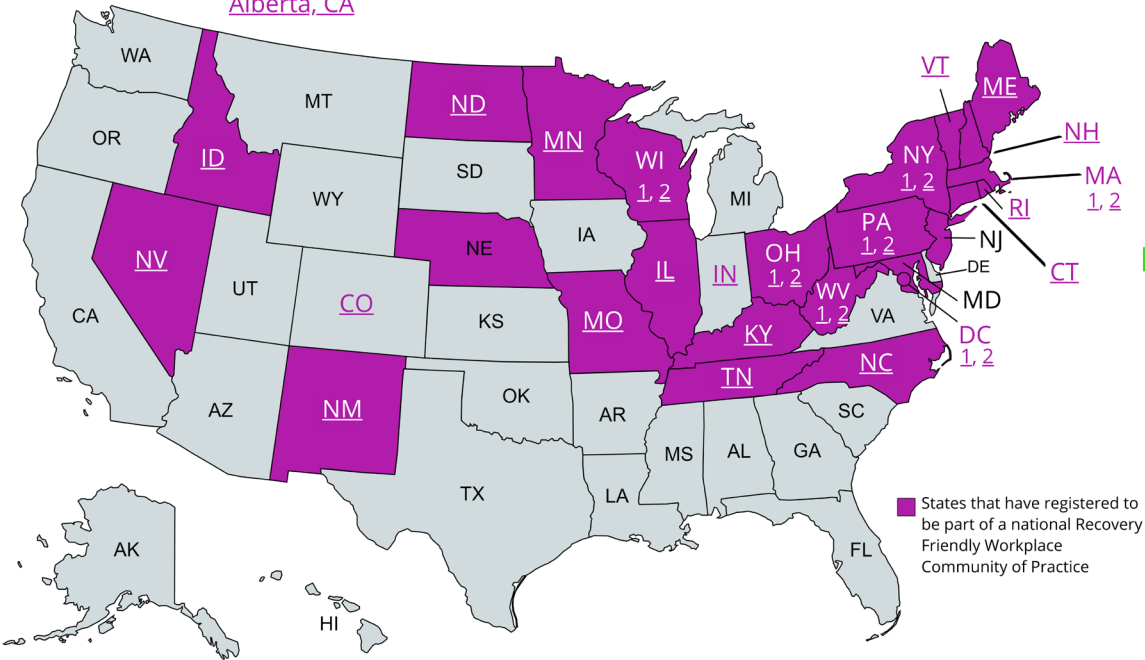 Alberta, CA
WA
MT
ND
MN
VT
ME
OR
ID
SD
WI
1, 2
NY
1, 2
NH
MA
1, 2
WY
MI
RI
NV
NE
IA
PA
1, 2
NJ
UT
CO
IL
IN
OH
1, 2
DE
CT
CA
KS
MO
WV
1, 2
VA
MD
KY
DC
1, 2
AZ
NM
OK
AR
TN
NC
SC
MS
AL
GA
TX
LA
AK
FL
HI
States that have registered to
be part of a national Recovery
Friendly Workplace
Community of Practice